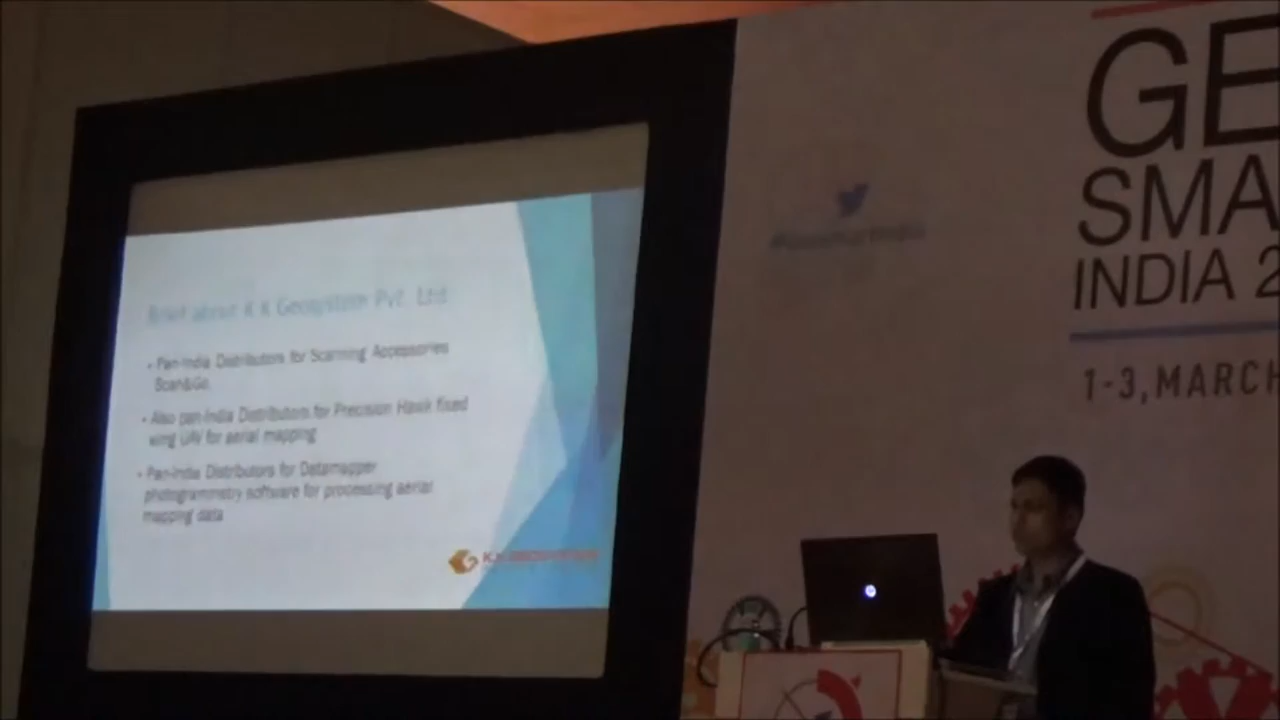 Brief about K K Geosystem Pvt. Ltd.
• Pan-India Distributors for Scanning Accessories
Scan&Go.
• Also pan-India Distributors for Precision Hawk fixed
wing UAV for aerial mapping
• Pan-India Distributors for Datamapper
photogrammetry software for processing aerial
mapping data
K.K.
GE
SMA
INDIA 2
1-3, MARCH